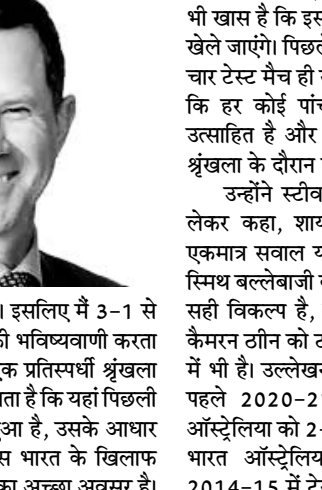 । इसलिए मैं 3-1 से
की भविष्यवाणी करता
एक प्रतिस्पर्धी श्रृंखला
ता है कि यहां पिछली
हुआ है, उसके आधार
स भारत के खिलाफ
का अच्छा अवसर है।
भी खास है कि इस
खेले जाएंगे। पिछले
चार टेस्ट मैच ही
कि हर कोई पांच
उत्साहित है और
श्रृंखला के दौरान
उन्होंने स्टीव
लेकर कहा, शाय
एकमात्र सवाल य
स्मिथ बल्लेबाजी
सही विकल्प है,
कैमरन ठाीन को ट
में भी है। उल्लेखन
पहले 2020-2
ऑस्ट्रेलिया को 2-
भारत ऑस्ट्रेलिया
2014-15 में टे